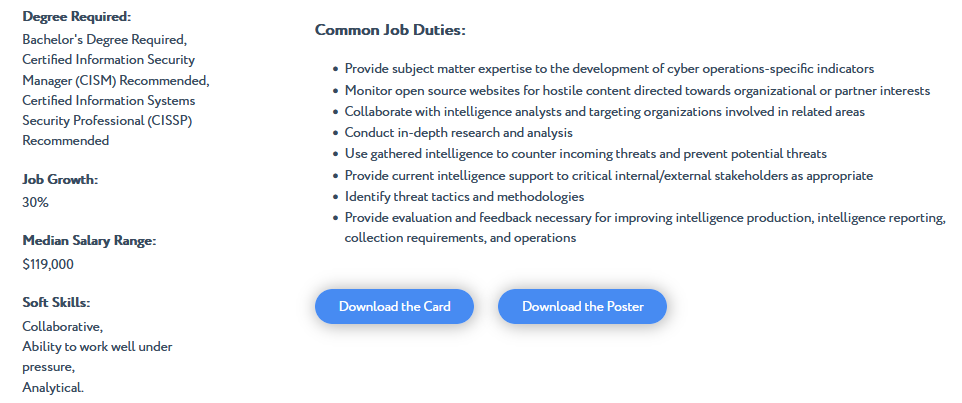 Degree Required:
Bachelor's Degree Required,
Certified Information Security
Manager (CISM) Recommended,
Certified Information Systems
Security Professional (CISSP)
Recommended
Job Growth:
30%
Median Salary Range:
$119,000
Soft Skills:
Collaborative,
Ability to work well under
pressure,
Analytical.
Common Job Duties:
• Provide subject matter expertise to the development of cyber operations-specific indicators
• Monitor open source websites for hostile content directed towards organizational or partner interests
• Collaborate with intelligence analysts and targeting organizations involved in related areas
• Conduct in-depth research and analysis
• Use gathered intelligence to counter incoming threats and prevent potential threats
• Provide current intelligence support to critical internal/external stakeholders as appropriate
• Identify threat tactics and methodologies
• Provide evaluation and feedback necessary for improving intelligence production, intelligence reporting,
collection requirements, and operations
Download the Card
Download the Poster